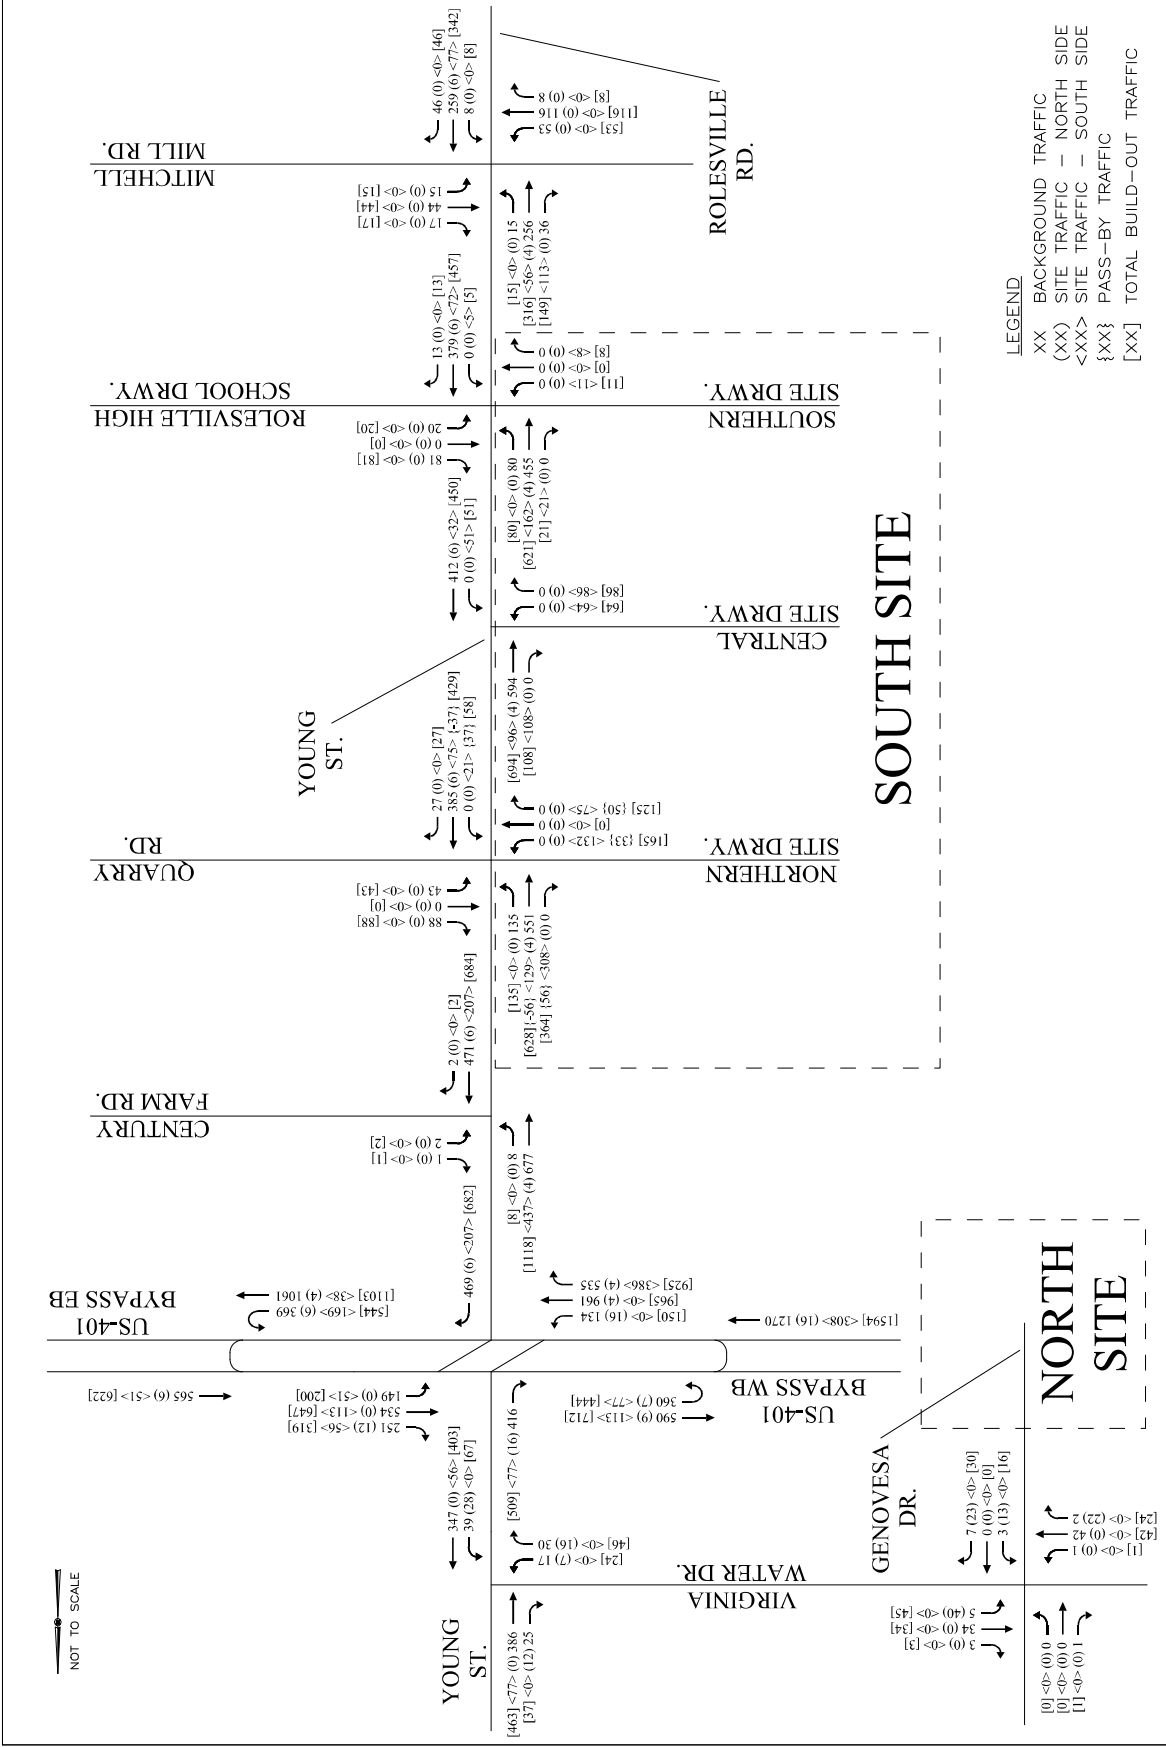 46 (0) <0> [46]
259 (6) <77> [342]
8 (0) <0> [8]
[8] <0> (0) 8
[116] <0> (0) 116
[53] <0> (0) 53
ROLESVILLE
RD.
MITCHELL
MILL RD.
15 (0) <0> [15]
44 (0) <0> [44]
17 (0) <0> [17]
[15] <0> (0) 15
[316] <56> (4) 256
[149] <113> (0) 36
13 (0) <0> [13]
379 (6) <72> [457]
0 (0) <5> [5]
[8] <8> (0) 0
[0] <0> (0) 0
[11] <11> (0) 0
ROLESVILLE HIGH
SCHOOL DRWY.
SOUTHERN
SITE DRWY.
20 (0) <0> [20]
0 (0) <0> [0]
81 (0) <0> [81]
[80] <0> (0) 80
[621] <162> (4) 455
[21] <21> (0) 0
412 (6) <32> [450]
0 (0) <51> [51]
[86] <86> (0) 0
[64] <64> (0) 0
CENTRAL
SITE DRWY.
YOUNG
ST.
[694] <96> (4) 594
[108] <108> (0) 0
27 (0) <0> [27]
385 (6) <75> {-37} [429]
0 (0) <21> {37} [58]
[125] {50} <75> (0) 0
[0] <0> (0) 0
[165] {33} <132> (0) 0
QUARRY
RD.
NORTHERN
SITE DRWY.
43 (0) <0> [43]
0 (0) <0> [0]
88 (0) <0> [88]
[135] <0> (0) 135
[628]{-56} <129> (4) 551
[364] {56} <308> (0) 0
SOUTH SITE
2 (0) <0> [2]
471 (6) <207> [684]
CENTURY
FARM RD.
2 (0) <0> [2]
1 (0) <0> [1]
[8] <0> (0) 8
[1118] <437> (4) 677
469 (6) <207> [682]
US-401
BYPASS EB
[1103] <38> (4) 1061
[544] <169> (6) 369
[925] <386> (4) 535
[965] <0> (4) 961
[150] <0> (16) 134
[1594] <308> (16) 1270
565 (6) <51> [622]
149 (0) <51> [200]
534 (0) <113> [647]
251 (12) <56> [319]
360 (7) <77> [444]
590 (9) <113> [712]
US-401
BYPASS WB
[509] <77> (16) 416
347 (0) <56> [403]
39 (28) <0> [67]
[46] <0> (16) 30
[24] <0> (7) 17
VIRGINIA
WATER DR.
YOUNG
ST.
[463] <77> (0) 386
[37] <0> (12) 25
GENOVESA
DR.
NORTH
SITE
7 (23) <0> [30]
0 (0) <0> [0]
3 (13) <0> [16]
[24] <0> (22) 2
[42] <0> (0) 42
[1] <0> (0) 1
5 (40) <0> [45]
34 (0) <0> [34]
3 (0) <0> [3]
[0] <0> (0) 0
[0] <0> (0) 0
[1] <0> (0) 1
NOT TO SCALE
LEGEND
XX BACKGROUND TRAFFIC
(XX) SITE TRAFFIC – NORTH SIDE
<XX> SITE TRAFFIC – SOUTH SIDE
{XX} PASS–BY TRAFFIC
[XX] TOTAL BUILD–OUT TRAFFIC